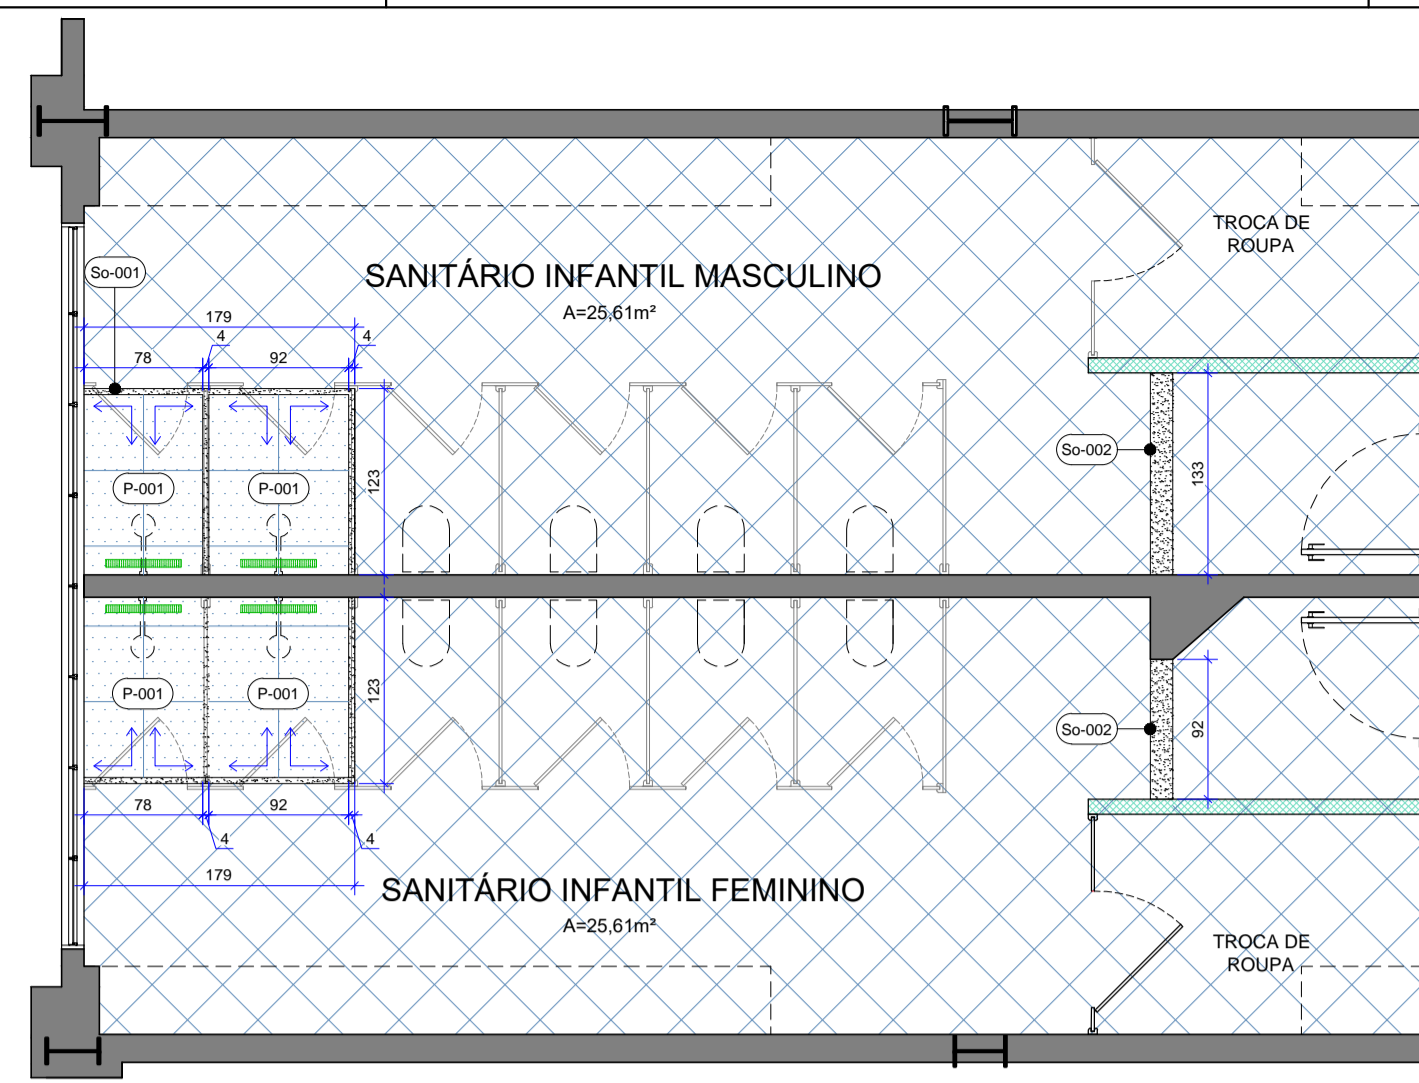 TROCA DE
ROUPA
So-001
SANITÁRIO INFANTIL MASCULINO
A=25,61m²
179
4
4
78
92
So-002
133
123
P-001
P-001
P-001
P-001
123
So-002
92
78
92
4
4
179
SANITÁRIO INFANTIL FEMININO
A=25,61m²
TROCA DE
ROUPA